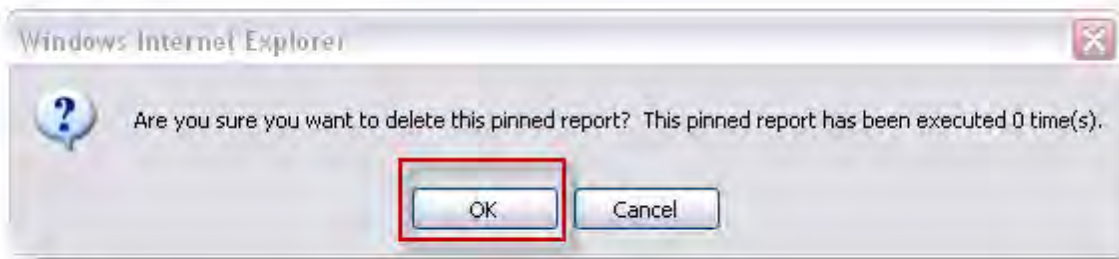 Windows Internet Explorer
Are you sure you want to delete this pinned report?  This pinned report has been executed 0 time(s).
OK Cancel